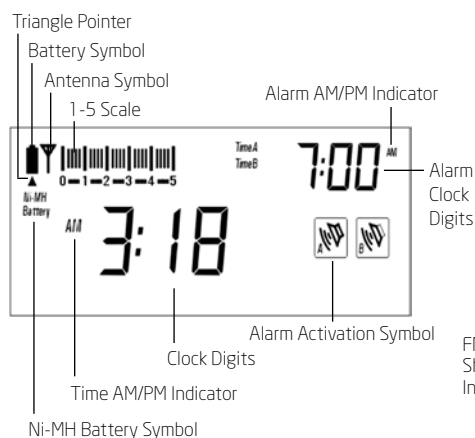 Triangle Pointer
Battery Symbol
Antenna Symbol
1-5 Scale
Alarm AM/PM Indicator
Time A
Time B
7:00
AM
0-1-2-3-4-5
Ni-MH
Battery
AM
3:18
A
B
Alarm
Clock
Digits
Alarm Activation Symbol
Clock Digits
Time AM/PM Indicator
Ni-MH Battery Symbol